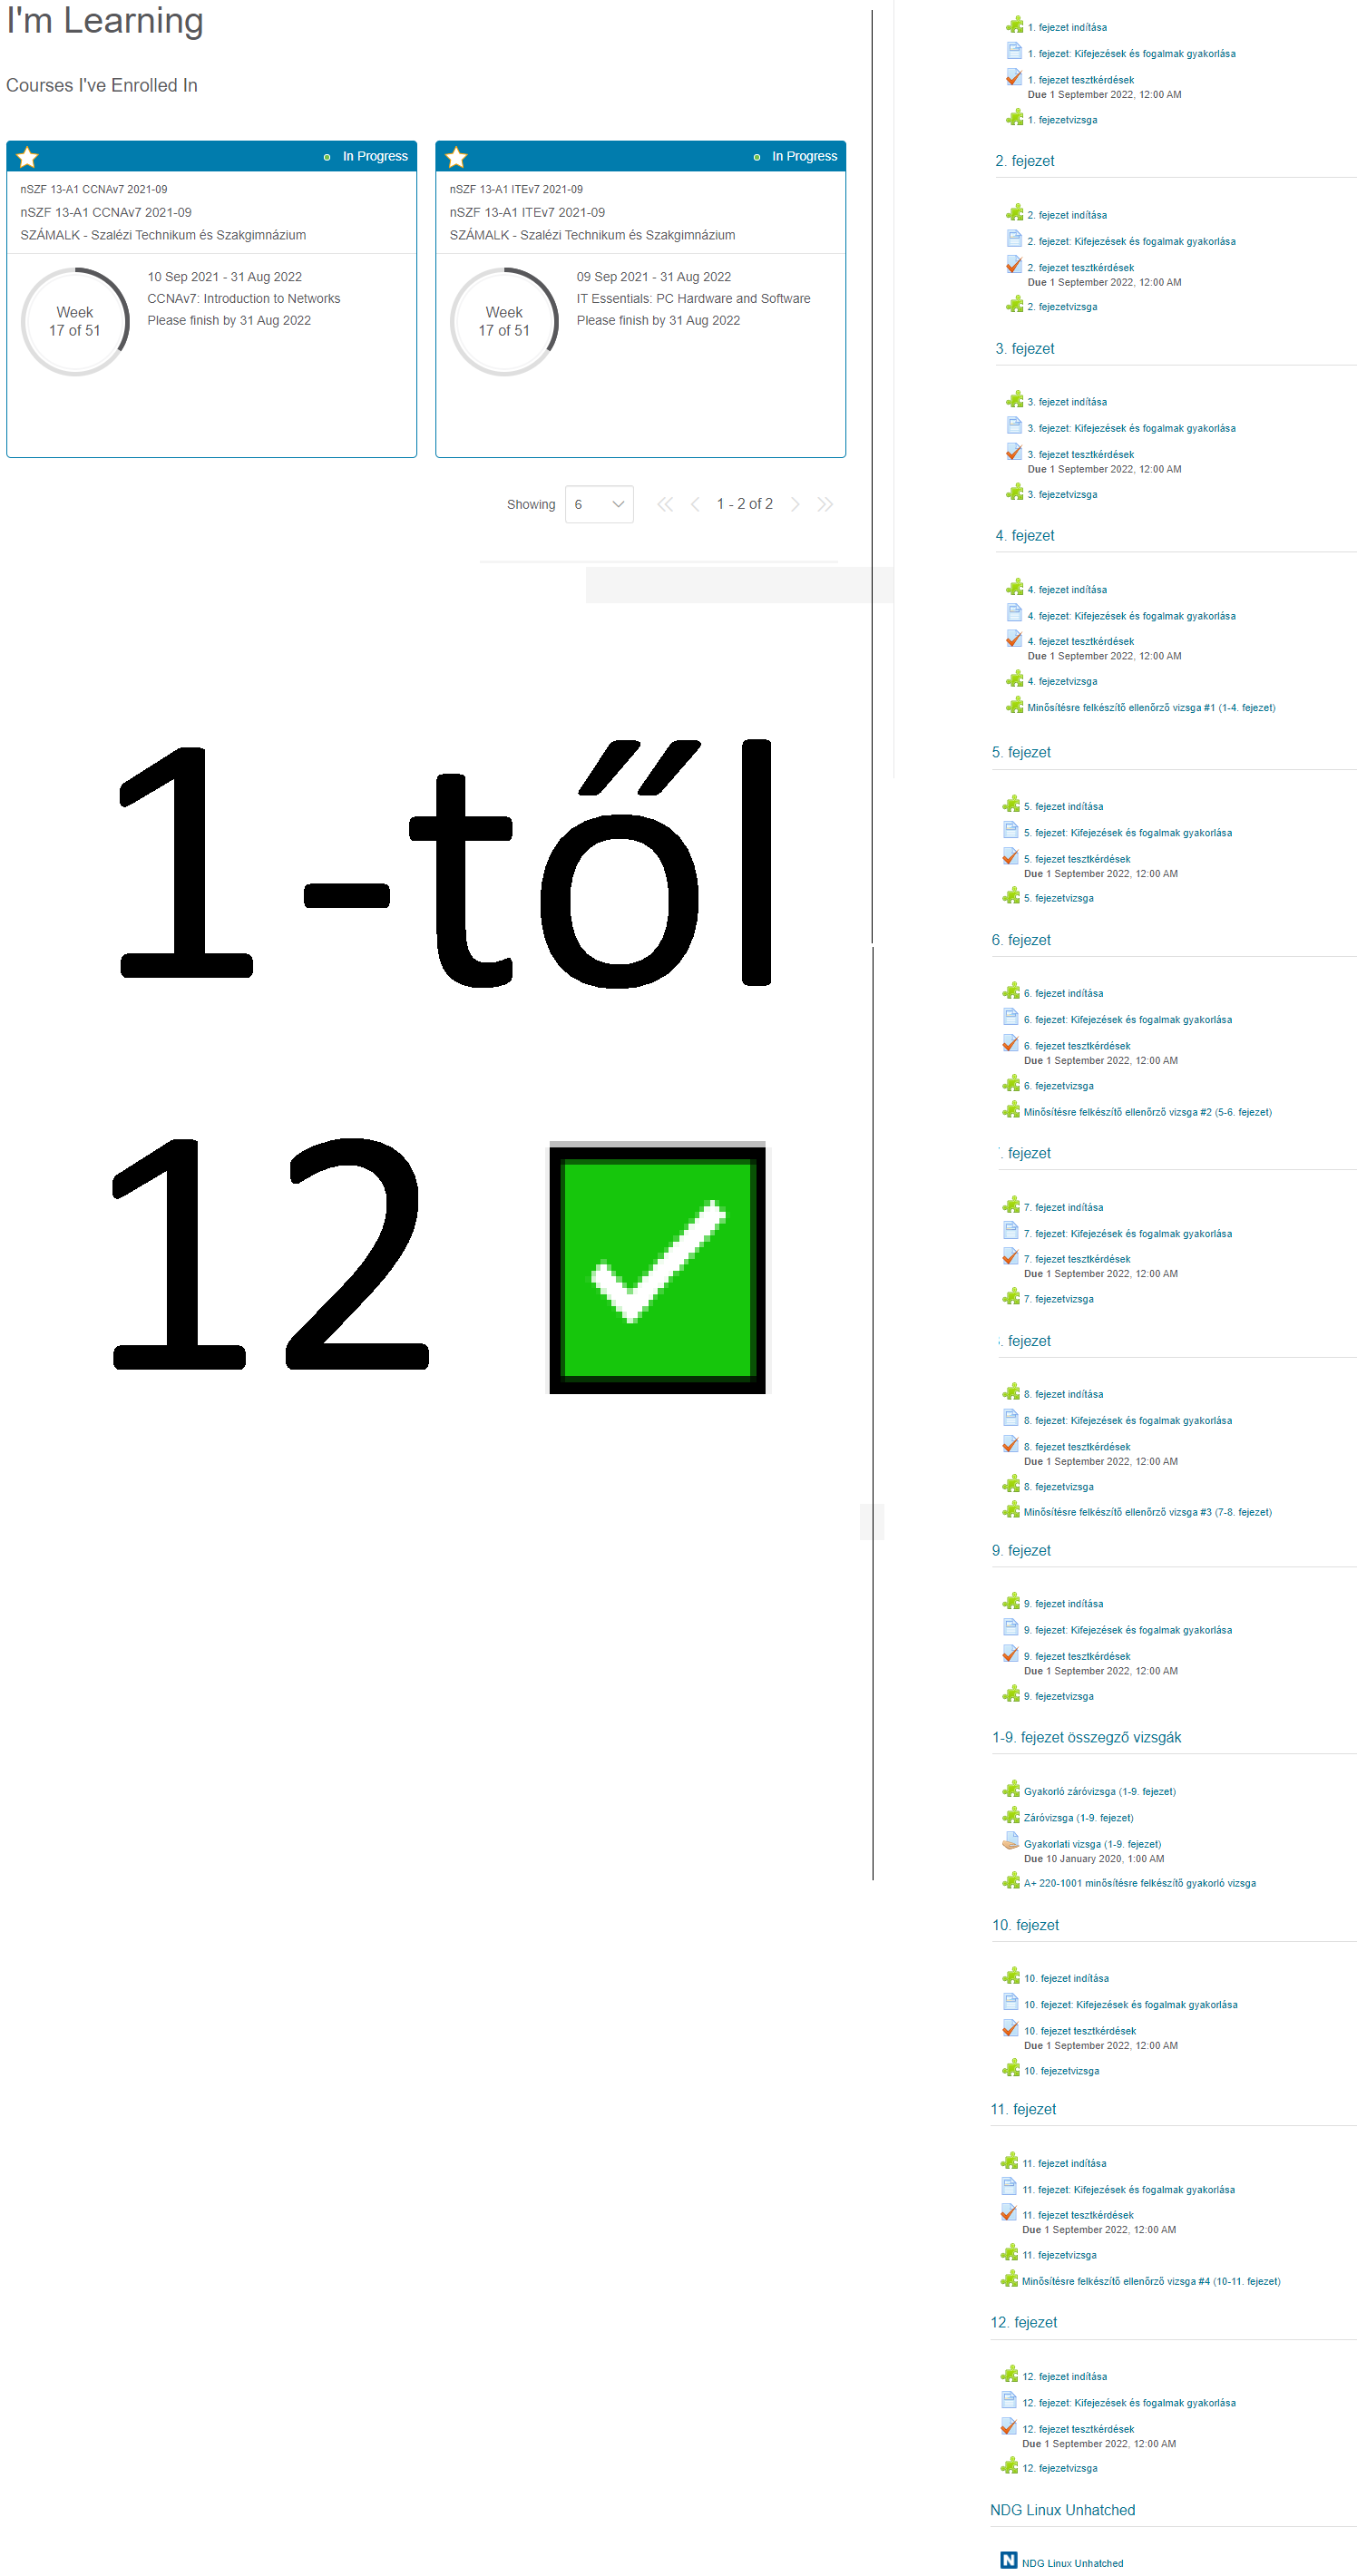 I'm Learning
Courses I've Enrolled In
In Progress
nSZF 13-A1 CCNAv7 2021-09
nSZF 13-A1 CCNAv7 2021-09
SZÁMALK - Szalézi Technikum és Szakgimnázium
Week
17 of 51
10 Sep 2021 - 31 Aug 2022
CCNAv7: Introduction to Networks
Please finish by 31 Aug 2022
In Progress
nSZF 13-A1 ITEv7 2021-09
nSZF 13-A1 ITEv7 2021-09
SZÁMALK - Szalézi Technikum és Szakgimnázium
Week
17 of 51
09 Sep 2021 - 31 Aug 2022
IT Essentials: PC Hardware and Software
Please finish by 31 Aug 2022
Showing 6 1 - 2 of 2
1-től
12
1. fejezet indítása
1. fejezet: Kifejezések és fogalmak gyakorlása
1. fejezet tesztkérdések
Due 1 September 2022, 12:00 AM
1. fejezetvizsga
2. fejezet
2. fejezet indítása
2. fejezet: Kifejezések és fogalmak gyakorlása
2. fejezet tesztkérdések
Due 1 September 2022, 12:00 AM
2. fejezetvizsga
3. fejezet
3. fejezet indítása
3. fejezet: Kifejezések és fogalmak gyakorlása
3. fejezet tesztkérdések
Due 1 September 2022, 12:00 AM
3. fejezetvizsga
4. fejezet
4. fejezet indítása
4. fejezet: Kifejezések és fogalmak gyakorlása
4. fejezet tesztkérdések
Due 1 September 2022, 12:00 AM
4. fejezetvizsga
Minősítésre felkészítő ellenőrző vizsga #1 (1-4. fejezet)
5. fejezet
5. fejezet indítása
5. fejezet: Kifejezések és fogalmak gyakorlása
5. fejezet tesztkérdések
Due 1 September 2022, 12:00 AM
5. fejezetvizsga
6. fejezet
6. fejezet indítása
6. fejezet: Kifejezések és fogalmak gyakorlása
6. fejezet tesztkérdések
Due 1 September 2022, 12:00 AM
6. fejezetvizsga
Minősítésre felkészítő ellenőrző vizsga #2 (5-6. fejezet)
. fejezet
7. fejezet indítása
7. fejezet: Kifejezések és fogalmak gyakorlása
7. fejezet tesztkérdések
Due 1 September 2022, 12:00 AM
7. fejezetvizsga
. fejezet
8. fejezet indítása
8. fejezet: Kifejezések és fogalmak gyakorlása
8. fejezet tesztkérdések
Due 1 September 2022, 12:00 AM
8. fejezetvizsga
Minősítésre felkészítő ellenőrző vizsga #3 (7-8. fejezet)
9. fejezet
9. fejezet indítása
9. fejezet: Kifejezések és fogalmak gyakorlása
9. fejezet tesztkérdések
Due 1 September 2022, 12:00 AM
9. fejezetvizsga
1-9. fejezet összegző vizsgák
Gyakorló záróvizsga (1-9. fejezet)
Záróvizsga (1-9. fejezet)
Gyakorlati vizsga (1-9. fejezet)
Due 10 January 2020, 1:00 AM
A+ 220-1001 minősítésre felkészítő gyakorló vizsga
10. fejezet
10. fejezet indítása
10. fejezet: Kifejezések és fogalmak gyakorlása
10. fejezet tesztkérdések
Due 1 September 2022, 12:00 AM
10. fejezetvizsga
11. fejezet
11. fejezet indítása
11. fejezet: Kifejezések és fogalmak gyakorlása
11. fejezet tesztkérdések
Due 1 September 2022, 12:00 AM
11. fejezetvizsga
Minősítésre felkészítő ellenőrző vizsga #4 (10-11. fejezet)
12. fejezet
12. fejezet indítása
12. fejezet: Kifejezések és fogalmak gyakorlása
12. fejezet tesztkérdések
Due 1 September 2022, 12:00 AM
12. fejezetvizsga
NDG Linux Unhatched
N NDG Linux Unhatched